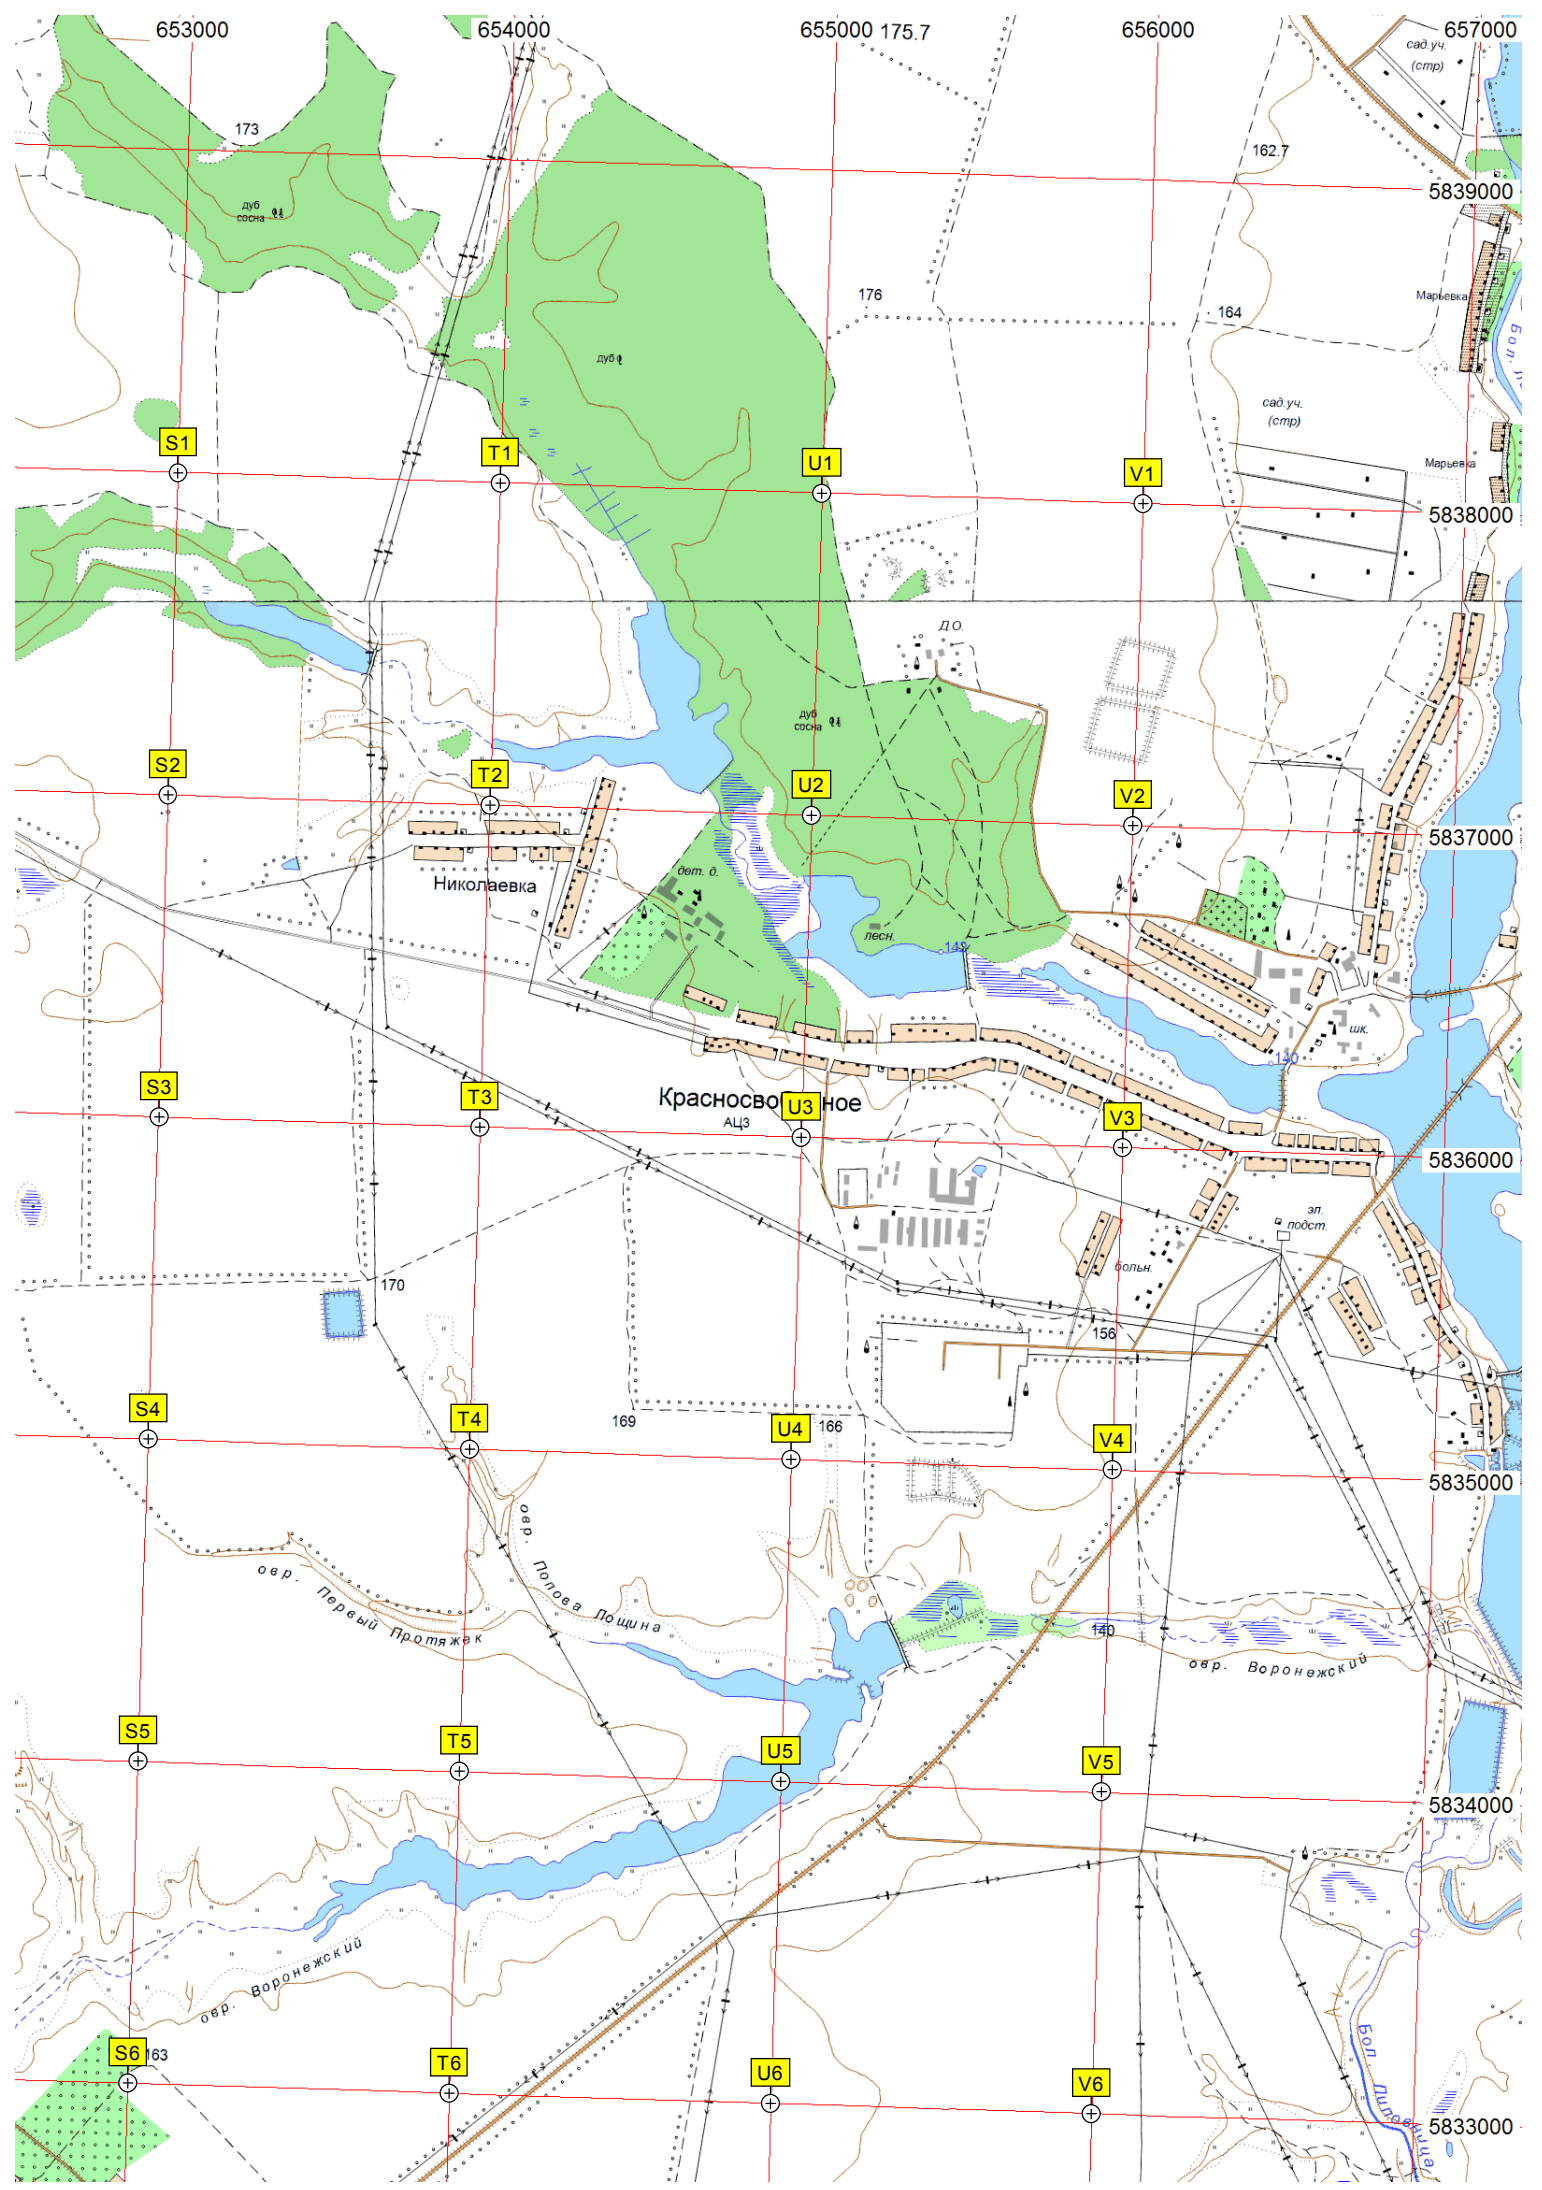 653000
654000
655000
175.7
656000
657000
сад.уч.
(стр)
173
162.7
5839000
дуб
сосна
176
164
Марьевка
Бол.
дуб
сад.уч.
(стр)
S1
T1
U1
V1
Марьевка
5838000
Д.О.
дуб
сосна
S2
T2
U2
V2
5837000
Николаевка
дет. д.
лесн.
142
шк.
140
S3
T3
Красносво
ное
U3
АЦЗ
V3
5836000
эл.
подст.
больн.
170
156
S4
T4
169
U4
166
V4
5835000
овр. Попова Лощина
овр. Первый Протяжек
140
овр. Воронежский
S5
T5
U5
V5
5834000
овр. Воронежский
S6
163
T6
U6
V6
Бол. Пиловница
5833000